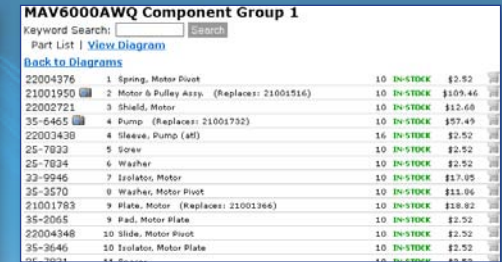 MAV6000AWQ Component Group 1
Keyword Search: Search
Part List | View Diagram
Back to Diagrams
22004376 1 Spring, Motor Pivot 10 IN-STOCK $2.52
21001950 2 Motor & Pulley Assy. (Replaces: 21001516) 10 IN-STOCK $109.46
22002721 3 Shield, Motor 10 IN-STOCK $12.68
35-6465 4 Pump (Replaces: 21001732) 10 IN-STOCK $57.49
22003438 4 Sleeve, Pump (atl) 16 IN-STOCK $2.52
25-7833 5 Screw 10 IN-STOCK $2.52
25-7834 6 Washer 10 IN-STOCK $2.52
33-9946 7 Isolator, Motor 10 IN-STOCK $17.05
35-3570 8 Washer, Motor Pivot 10 IN-STOCK $11.06
21001783 9 Plate, Motor (Replaces: 21001366) 10 IN-STOCK $18.82
35-2065 9 Pad, Motor Plate 10 IN-STOCK $2.52
22004348 10 Slide, Motor Pivot 10 IN-STOCK $2.52
35-3646 10 Isolator, Motor Plate 10 IN-STOCK $2.52